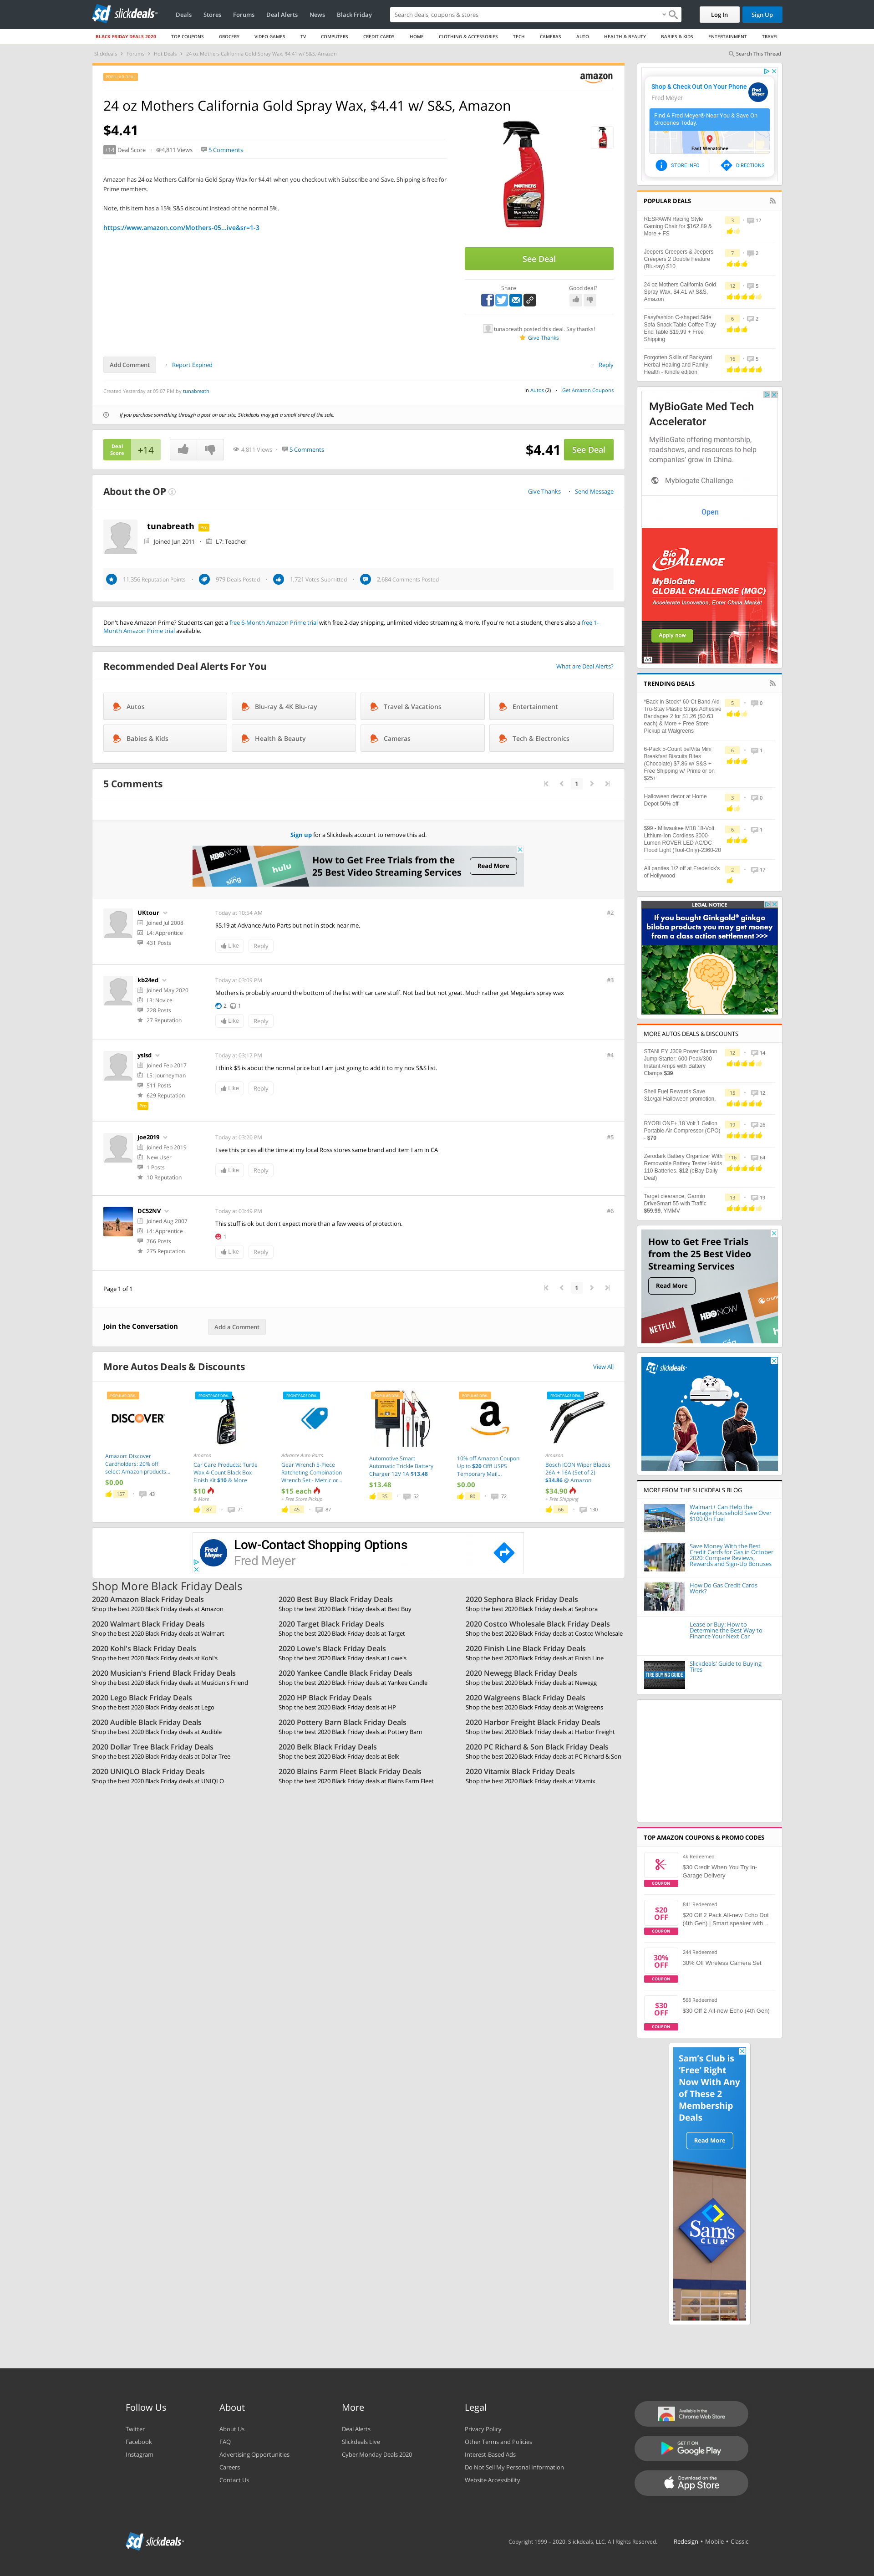 slickdeals
Deals Stores Forums Deal Alerts News Black Friday
Search deals, coupons & stores
Log In
Sign Up
BLACK FRIDAY DEALS 2020 TOP COUPONS GROCERY VIDEO GAMES TV COMPUTERS CREDIT CARDS HOME CLOTHING & ACCESSORIES TECH CAMERAS AUTO HEALTH & BEAUTY BABIES & KIDS ENTERTAINMENT TRAVEL
Slickdeals > Forums > Hot Deals > 24 oz Mothers California Gold Spray Wax, $4.41 w/ S&S, Amazon
Search This Thread
POPULAR DEAL
amazon
24 oz Mothers California Gold Spray Wax, $4.41 w/ S&S, Amazon
$4.41
+14 Deal Score 4,811 Views 5 Comments
Amazon has 24 oz Mothers California Gold Spray Wax for $4.41 when you checkout with Subscribe and Save. Shipping is free for
Prime members.
Note, this item has a 15% S&S discount instead of the normal 5%.
https://www.amazon.com/Mothers-05...ive&sr=1-3
MOTHERS
Spray Wax
See Deal
Share
Good deal?
tunabreath posted this deal. Say thanks!
Give Thanks
Add Comment
Report Expired
Reply
Created Yesterday at 05:07 PM by tunabreath
in Autos (2) Get Amazon Coupons
If you purchase something through a post on our site, Slickdeals may get a small share of the sale.
Deal
Score
+14
4,811 Views 5 Comments
$4.41
See Deal
About the OP
Give Thanks Send Message
tunabreath Pro
Joined Jun 2011 L7: Teacher
11,356 Reputation Points 979 Deals Posted 1,721 Votes Submitted 2,684 Comments Posted
Don't have Amazon Prime? Students can get a free 6-Month Amazon Prime trial with free 2-day shipping, unlimited video streaming & more. If you're not a student, there's also a free 1-
Month Amazon Prime trial available.
Recommended Deal Alerts For You
What are Deal Alerts?
Autos
Blu-ray & 4K Blu-ray
Travel & Vacations
Entertainment
Babies & Kids
Health & Beauty
Cameras
Tech & Electronics
5 Comments
1
Sign up for a Slickdeals account to remove this ad.
sling
hulu
How to Get Free Trials from the
25 Best Video Streaming Services
Read More
UKtour
Joined Jul 2008
L4: Apprentice
431 Posts
Today at 10:54 AM
#2
$5.19 at Advance Auto Parts but not in stock near me.
Like Reply
kb24ed
Joined May 2020
L3: Novice
228 Posts
27 Reputation
Today at 03:09 PM
#3
Mothers is probably around the bottom of the list with car care stuff. Not bad but not great. Much rather get Meguiars spray wax
2 1
Like Reply
yslsd
Joined Feb 2017
L5: Journeyman
511 Posts
629 Reputation
Pro
Today at 03:17 PM
#4
I think $5 is about the normal price but I am just going to add it to my nov S&S list.
Like Reply
joe2019
Joined Feb 2019
New User
1 Posts
10 Reputation
Today at 03:20 PM
#5
I see this prices all the time at my local Ross stores same brand and item I am in CA
Like Reply
DC52NV
Joined Aug 2007
L4: Apprentice
766 Posts
275 Reputation
Today at 03:49 PM
#6
This stuff is ok but don't expect more than a few weeks of protection.
1
Like Reply
Page 1 of 1
1
Join the Conversation
Add a Comment
More Autos Deals & Discounts
View All
POPULAR DEAL
DISCOVER
Amazon: Discover
Cardholders: 20% off
select Amazon products...
$0.00
157 43
FRONTPAGE DEAL
Amazon
Car Care Products: Turtle
Wax 4-Count Black Box
Finish Kit $10 & More
$10
& More
87 71
FRONTPAGE DEAL
Advance Auto Parts
Gear Wrench 5-Piece
Ratcheting Combination
Wrench Set - Metric or...
$15 each
+ Free Store Pickup
45 87
POPULAR DEAL
Automotive Smart
Automatic Trickle Battery
Charger 12V 1A $13.48
$13.48
35 52
POPULAR DEAL
a
10% off Amazon Coupon
Up to $20 Off! USPS
Temporary Mail...
$0.00
80 72
FRONTPAGE DEAL
Amazon
Bosch ICON Wiper Blades
26A + 16A (Set of 2)
$34.86 @ Amazon
$34.90
+ Free Shipping
66 130
Fred Meyer
Low-Contact Shopping Options
Fred Meyer
Shop More Black Friday Deals
2020 Amazon Black Friday Deals
Shop the best 2020 Black Friday deals at Amazon
2020 Best Buy Black Friday Deals
Shop the best 2020 Black Friday deals at Best Buy
2020 Sephora Black Friday Deals
Shop the best 2020 Black Friday deals at Sephora
2020 Walmart Black Friday Deals
Shop the best 2020 Black Friday deals at Walmart
2020 Target Black Friday Deals
Shop the best 2020 Black Friday deals at Target
2020 Costco Wholesale Black Friday Deals
Shop the best 2020 Black Friday deals at Costco Wholesale
2020 Kohl's Black Friday Deals
Shop the best 2020 Black Friday deals at Kohl's
2020 Lowe's Black Friday Deals
Shop the best 2020 Black Friday deals at Lowe's
2020 Finish Line Black Friday Deals
Shop the best 2020 Black Friday deals at Finish Line
2020 Musician's Friend Black Friday Deals
Shop the best 2020 Black Friday deals at Musician's Friend
2020 Yankee Candle Black Friday Deals
Shop the best 2020 Black Friday deals at Yankee Candle
2020 Newegg Black Friday Deals
Shop the best 2020 Black Friday deals at Newegg
2020 Lego Black Friday Deals
Shop the best 2020 Black Friday deals at Lego
2020 HP Black Friday Deals
Shop the best 2020 Black Friday deals at HP
2020 Walgreens Black Friday Deals
Shop the best 2020 Black Friday deals at Walgreens
2020 Audible Black Friday Deals
Shop the best 2020 Black Friday deals at Audible
2020 Pottery Barn Black Friday Deals
Shop the best 2020 Black Friday deals at Pottery Barn
2020 Harbor Freight Black Friday Deals
Shop the best 2020 Black Friday deals at Harbor Freight
2020 Dollar Tree Black Friday Deals
Shop the best 2020 Black Friday deals at Dollar Tree
2020 Belk Black Friday Deals
Shop the best 2020 Black Friday deals at Belk
2020 PC Richard & Son Black Friday Deals
Shop the best 2020 Black Friday deals at PC Richard & Son
2020 UNIQLO Black Friday Deals
Shop the best 2020 Black Friday deals at UNIQLO
2020 Blains Farm Fleet Black Friday Deals
Shop the best 2020 Black Friday deals at Blains Farm Fleet
2020 Vitamix Black Friday Deals
Shop the best 2020 Black Friday deals at Vitamix
Shop & Check Out On Your Phone
Fred Meyer
Find A Fred Meyer® Near You & Save On
Groceries Today.
East Wenatchee
STORE INFO
DIRECTIONS
POPULAR DEALS
RESPAWN Racing Style
Gaming Chair for $162.89 &
More + FS
3 12
Jeepers Creepers & Jeepers
Creepers 2 Double Feature
(Blu-ray) $10
7 2
24 oz Mothers California Gold
Spray Wax, $4.41 w/ S&S,
Amazon
12 5
Easyfashion C-shaped Side
Sofa Snack Table Coffee Tray
End Table $19.99 + Free
Shipping
6 2
Forgotten Skills of Backyard
Herbal Healing and Family
Health - Kindle edition
16 5
MyBioGate Med Tech
Accelerator
MyBioGate offering mentorship,
roadshows, and resources to help
companies' grow in China.
Mybiogate Challenge
Open
Bio CHALLENGE
MyBioGate
GLOBAL CHALLENGE (MGC)
Accelerate Innovation, Enter China Market
Apply now
Ad
TRENDING DEALS
*Back in Stock* 60-Ct Band Aid
Tru-Stay Plastic Strips Adhesive
Bandages 2 for $1.26 ($0.63
each) & More + Free Store
Pickup at Walgreens
5 0
6-Pack 5-Count belVita Mini
Breakfast Biscuits Bites
(Chocolate) $7.86 w/ S&S +
Free Shipping w/ Prime or on
$25+
6 1
Halloween decor at Home
Depot 50% off
3 0
$99 - Milwaukee M18 18-Volt
Lithium-Ion Cordless 3000-
Lumen ROVER LED AC/DC
Flood Light (Tool-Only)-2360-20
6 1
All panties 1/2 off at Frederick's
of Hollywood
2 17
LEGAL NOTICE
If you bought Ginkgold® ginkgo
biloba products you may get money
from a class action settlement >>>
MORE AUTOS DEALS & DISCOUNTS
STANLEY J309 Power Station
Jump Starter: 600 Peak/300
Instant Amps with Battery
Clamps $39
12 14
Shell Fuel Rewards Save
31c/gal Halloween promotion.
15 12
RYOBI ONE+ 18 Volt 1 Gallon
Portable Air Compressor (CPO)
- $70
19 26
Zerodark Battery Organizer With
Removable Battery Tester Holds
110 Batteries. $12 (eBay Daily
Deal)
116 64
Target clearance, Garmin
DriveSmart 55 with Traffic
$59.99, YMMV
13 19
How to Get Free Trials
from the 25 Best Video
Streaming Services
Read More
HBO NOW
NETFLIX
slickdeals
MORE FROM THE SLICKDEALS BLOG
Walmart+ Can Help the
Average Household Save Over
$100 On Fuel
Save Money With the Best
Credit Cards for Gas in October
2020: Compare Reviews,
Rewards and Sign-Up Bonuses
How Do Gas Credit Cards
Work?
Lease or Buy: How to
Determine the Best Way to
Finance Your Next Car
TIRE BUYING GUIDE
Slickdeals' Guide to Buying
Tires
TOP AMAZON COUPONS & PROMO CODES
4k Redeemed
$30 Credit When You Try In-
Garage Delivery
COUPON
$20
OFF
841 Redeemed
$20 Off 2 Pack All-new Echo Dot
(4th Gen) | Smart speaker with...
COUPON
30%
OFF
244 Redeemed
30% Off Wireless Camera Set
COUPON
$30
OFF
568 Redeemed
$30 Off 2 All-new Echo (4th Gen)
COUPON
Sam's Club is
'Free' Right
Now With Any
of These 2
Membership
Deals
Read More
Sam's
CLUB
Follow Us
Twitter
Facebook
Instagram
About
About Us
FAQ
Advertising Opportunities
Careers
Contact Us
More
Deal Alerts
Slickdeals Live
Cyber Monday Deals 2020
Legal
Privacy Policy
Other Terms and Policies
Interest-Based Ads
Do Not Sell My Personal Information
Website Accessibility
Available in the
Chrome Web Store
GET IT ON
Google Play
Download on the
App Store
slickdeals
Copyright 1999 – 2020. Slickdeals, LLC. All Rights Reserved. Redesign • Mobile • Classic